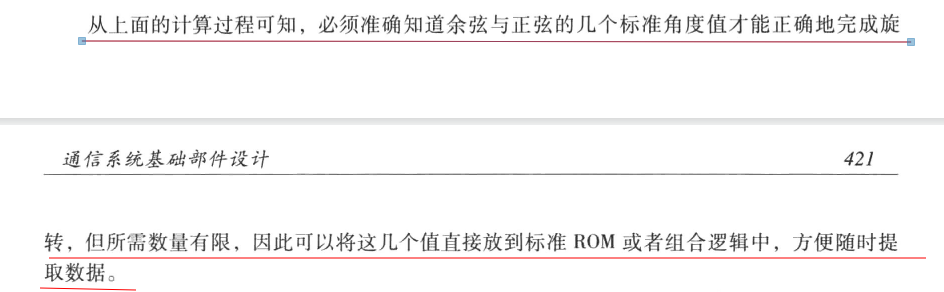 从上面的计算过程可知，必须准确知道余弦与正弦的几个标准角度值才能正确地完成旋
通信系统基础部件设计 421
转，但所需数量有限，因此可以将这几个值直接放到标准 ROM 或者组合逻辑中，方便随时提
取数据。